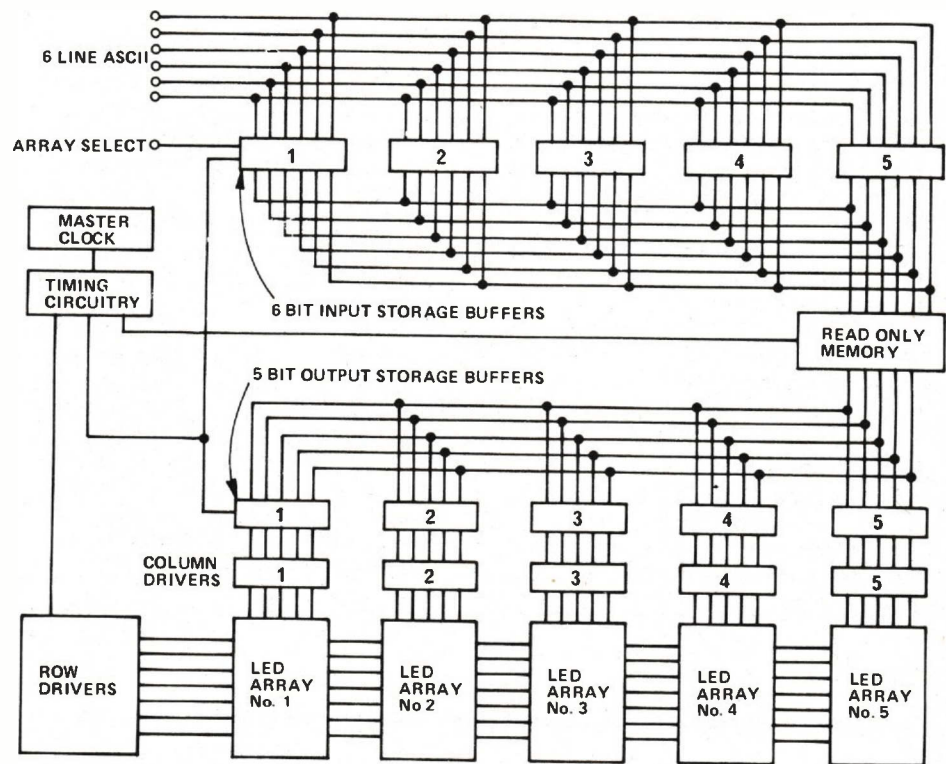 6 LINE ASCII
ARRAY SELECT
1
2
3
4
5
MASTER
CLOCK
TIMING
CIRCUITRY
6 BIT INPUT STORAGE BUFFERS
READ ONLY
MEMORY
5 BIT OUTPUT STORAGE BUFFERS
1
2
3
4
5
COLUMN
DRIVERS
1
2
3
4
5
ROW
DRIVERS
LED
ARRAY
No. 1
LED
ARRAY
No 2
LED
ARRAY
No. 3
LED
ARRAY
No. 4
LED
ARRAY
No. 5